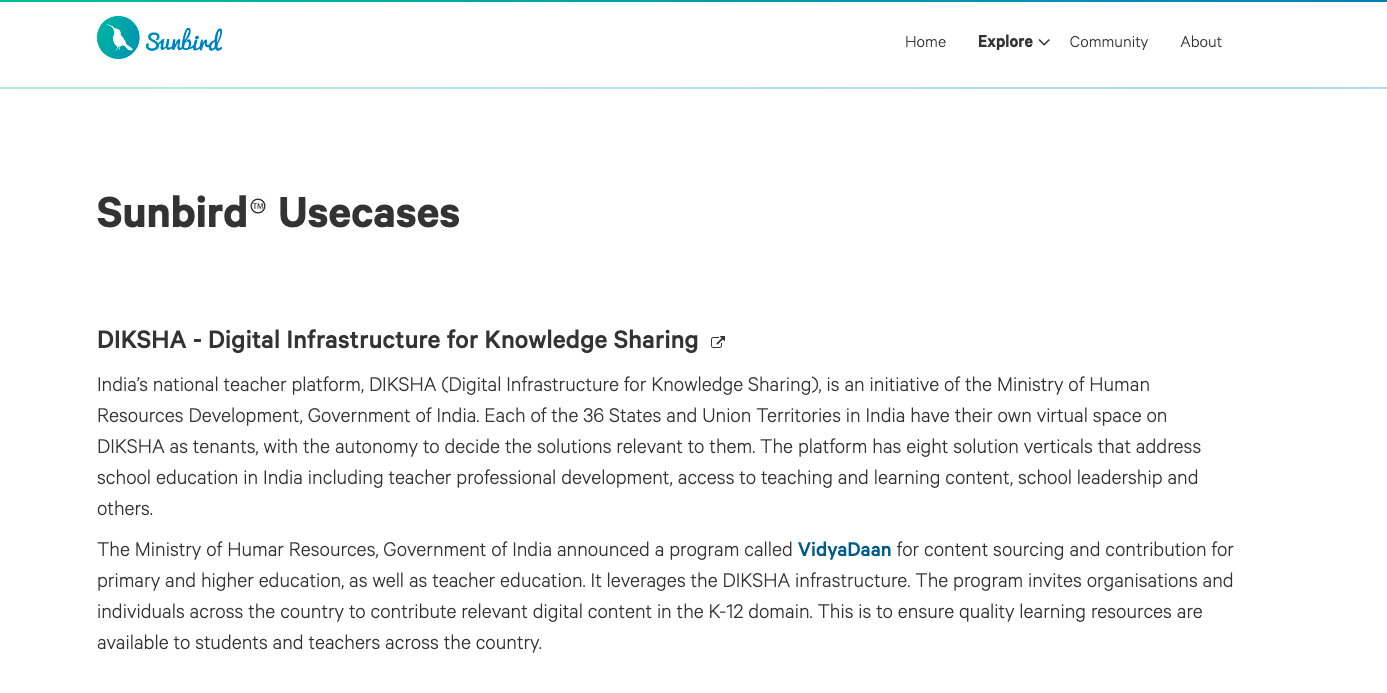 Sunbird
Home Explore Community About
Sunbird™ Usecases
DIKSHA - Digital Infrastructure for Knowledge Sharing
India’s national teacher platform, DIKSHA (Digital Infrastructure for Knowledge Sharing), is an initiative of the Ministry of Human
Resources Development, Government of India. Each of the 36 States and Union Territories in India have their own virtual space on
DIKSHA as tenants, with the autonomy to decide the solutions relevant to them. The platform has eight solution verticals that address
school education in India including teacher professional development, access to teaching and learning content, school leadership and
others.
The Ministry of Humar Resources, Government of India announced a program called VidyaDaan for content sourcing and contribution for
primary and higher education, as well as teacher education. It leverages the DIKSHA infrastructure. The program invites organisations and
individuals across the country to contribute relevant digital content in the K-12 domain. This is to ensure quality learning resources are
available to students and teachers across the country.